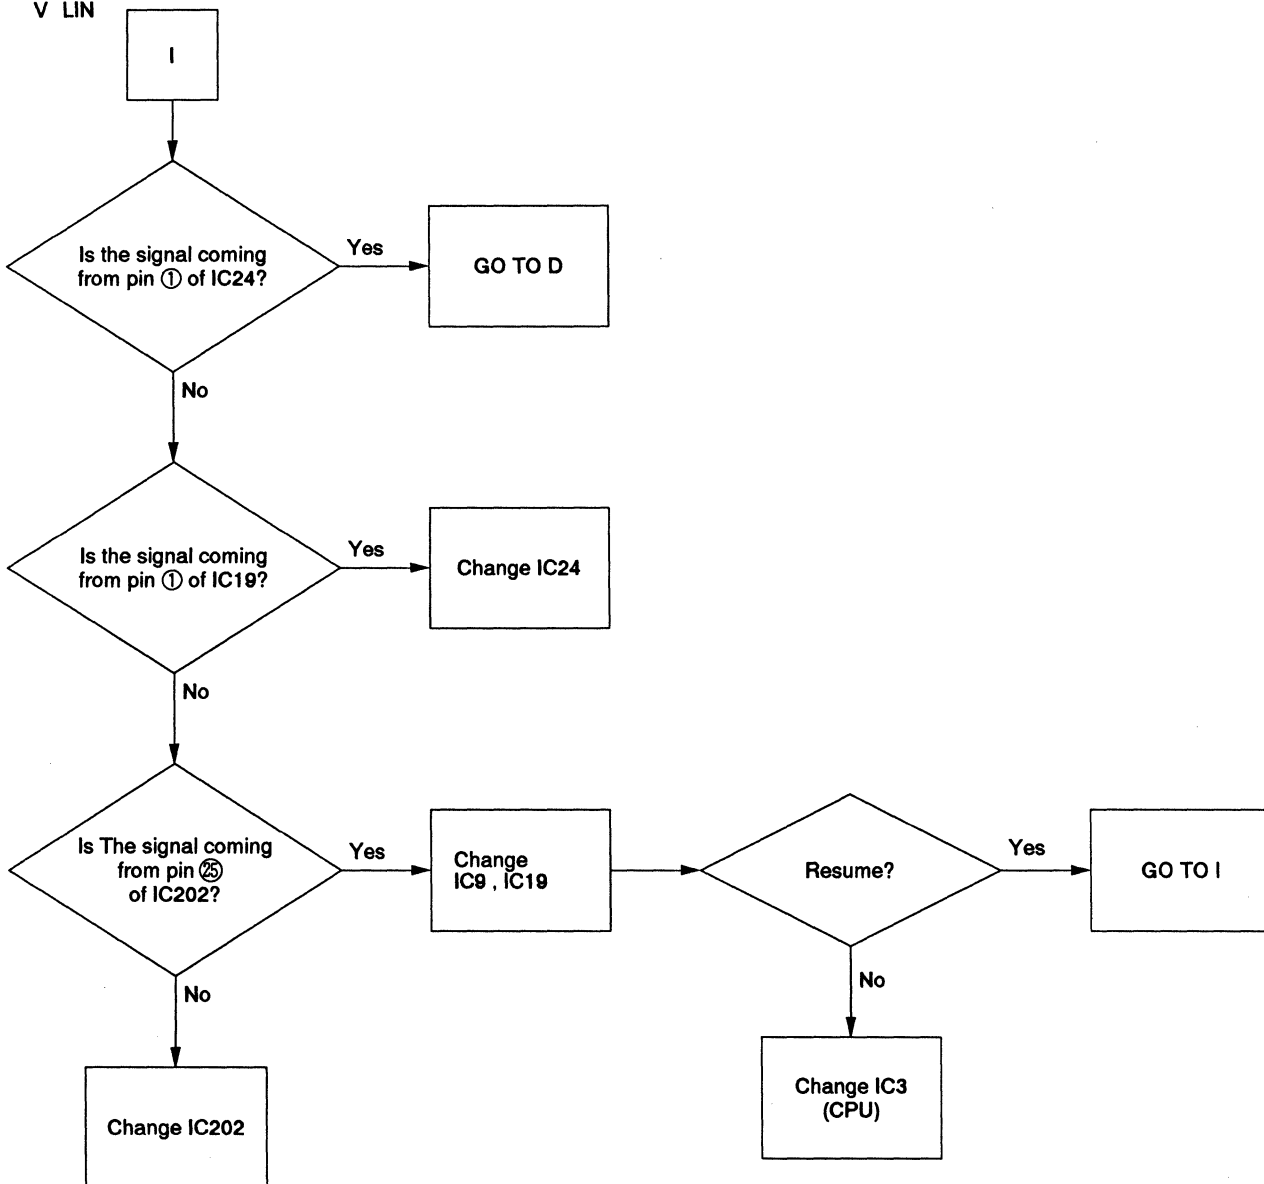 V LIN
I
Is the signal coming
from pin ① of IC24?
Yes
GO TO D
No
Is the signal coming
from pin ① of IC19?
Yes
Change IC24
No
Is The signal coming
from pin ㉕
of IC202?
Yes
Change
IC9 , IC19
Resume?
Yes
GO TO I
No
Change IC202
No
Change IC3
(CPU)